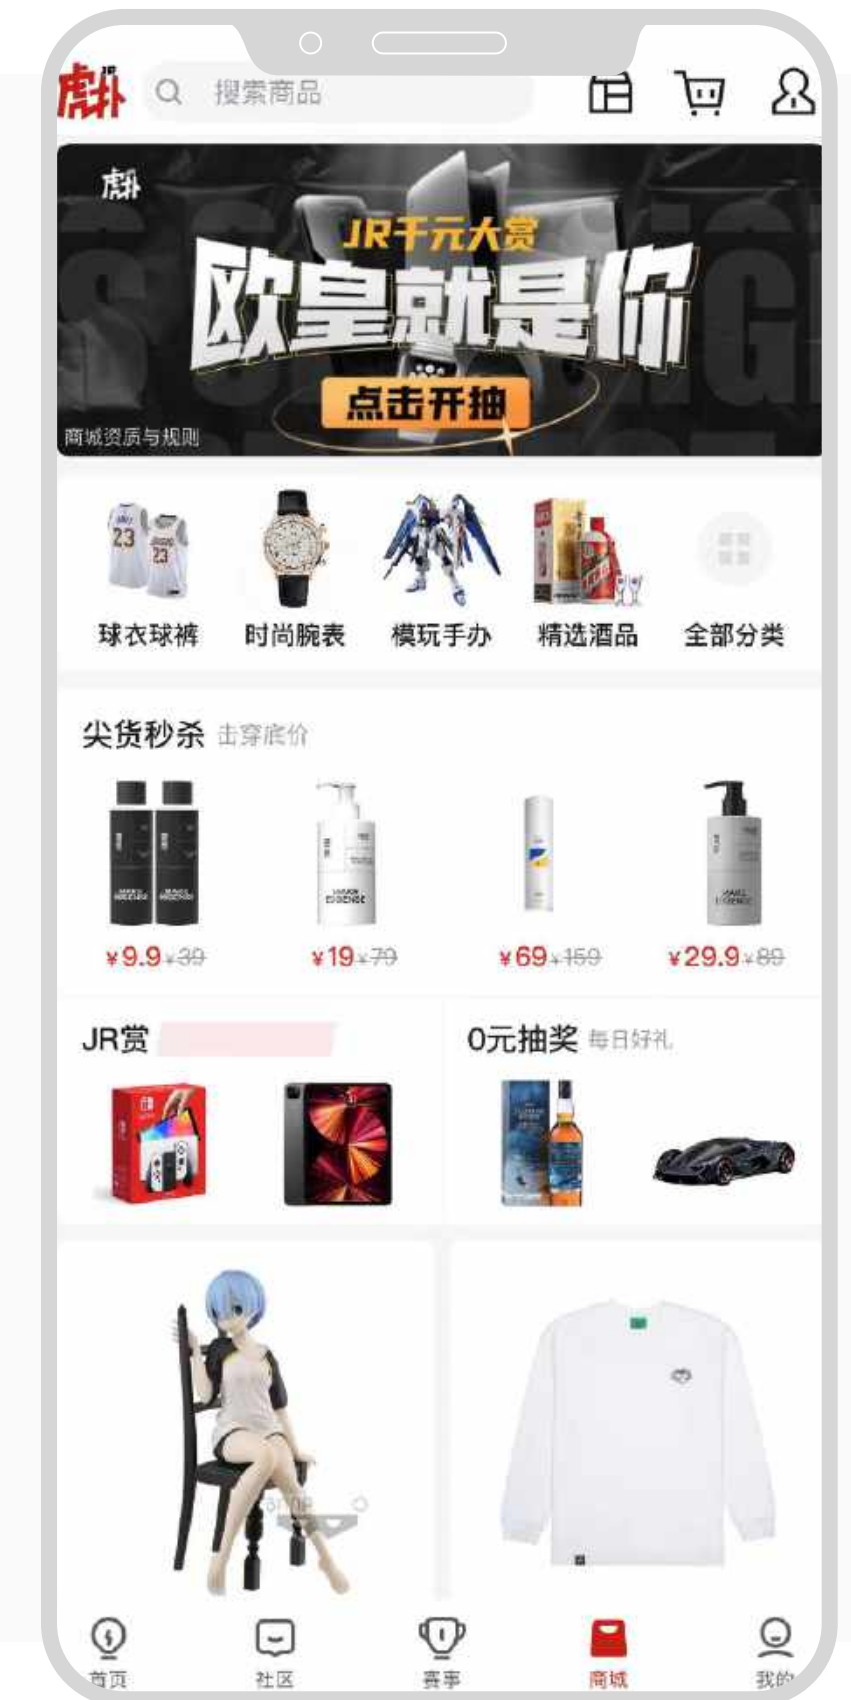 虎扑 JR
搜索商品
虎扑
JR千元大赏
欧皇就是你
点击开抽
商城资质与规则
球衣球裤 时尚腕表 模玩手办 精选酒品 全部分类
尖货秒杀 击穿底价
¥9.9 ¥39 ¥19 ¥79 ¥69 ¥159 ¥29.9 ¥89
JR赏
0元抽奖 每日好礼
23
23
首页 社区 赛事 商城 我的